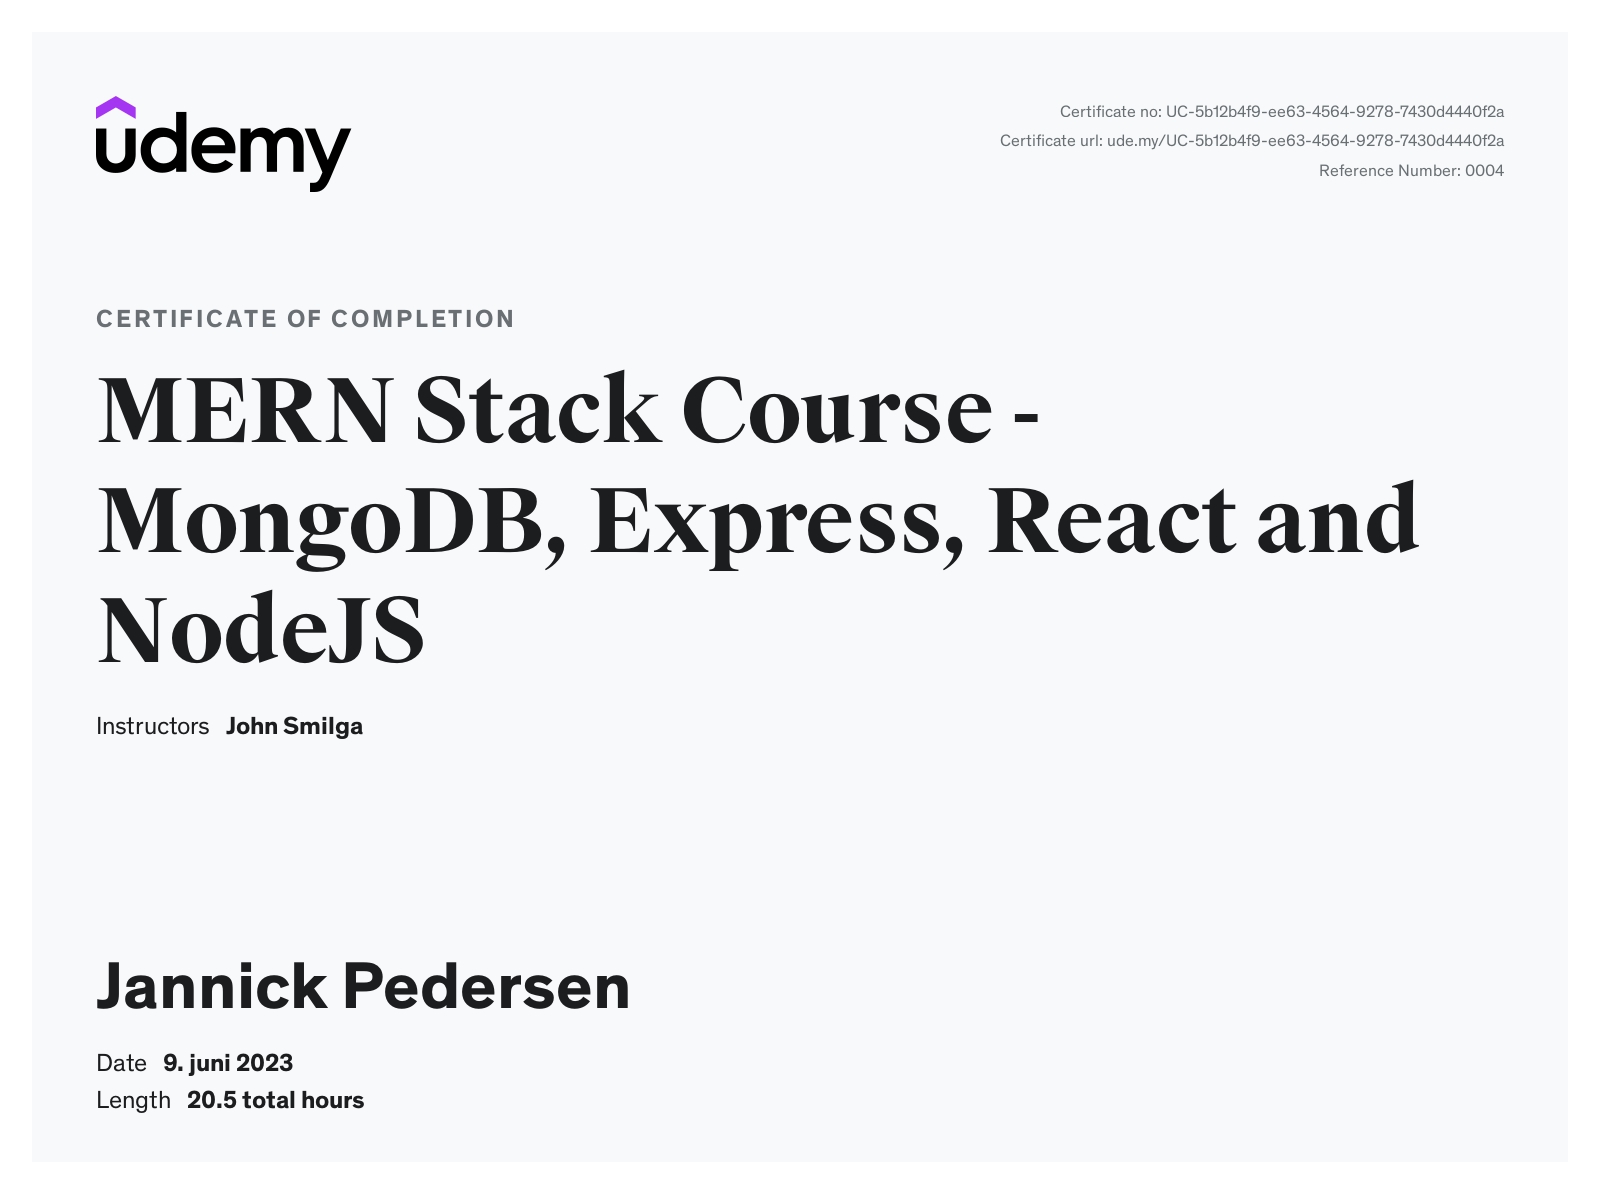 udemy
Certificate no: UC-5b12b4f9-ee63-4564-9278-7430d4440f2a
Certificate url: ude.my/UC-5b12b4f9-ee63-4564-9278-7430d4440f2a
Reference Number: 0004
CERTIFICATE OF COMPLETION
MERN Stack Course -
MongoDB, Express, React and
NodeJS
Instructors John Smilga
Jannick Pedersen
Date 9. juni 2023
Length 20.5 total hours